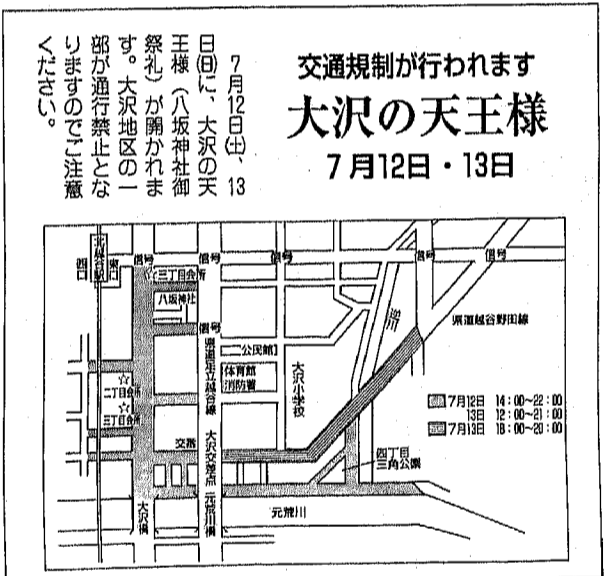 交通規制が行われます
大沢の天王様
7月12日・13日
7月12日(土)、13
日(日)に、大沢の天
王様（八坂神社御
祭礼）が開かれま
す。大沢地区の一
部が通行禁止とな
りますのでご注意
ください。
北越谷駅
西口
東口
信号
三丁目会所
信号
信号
信号
八坂神社
信号
県道足立越谷線
公民館
体育館
消防署
大沢小学校
県道越谷野田線
☆
二丁目会所
☆
三丁目会所
7月12日 14：00〜22：00
13日 12：00〜21：00
7月13日 18：00〜20：00
交番
大沢交差点
四丁目
三角公園
大沢橋
元荒川橋
元荒川